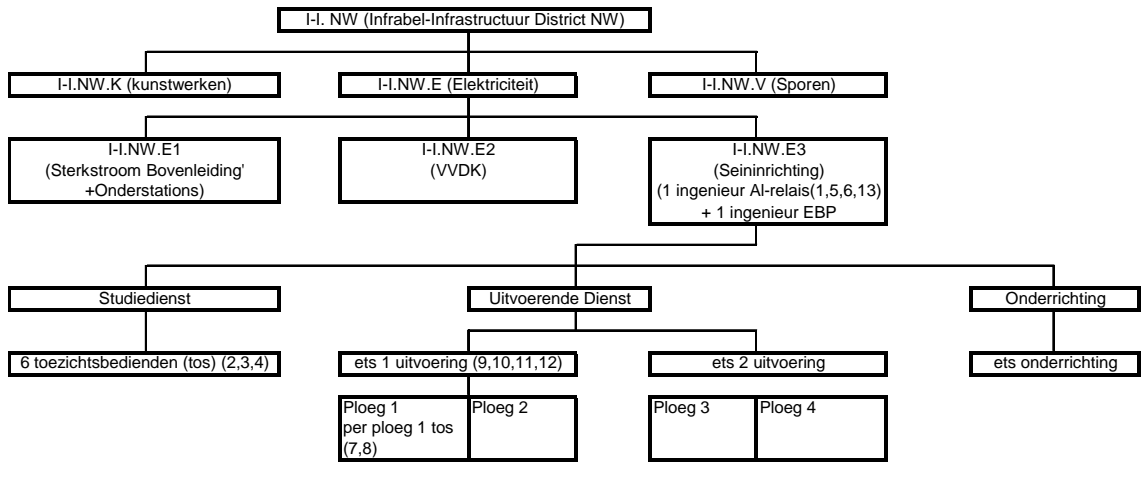 I-I. NW (Infrabel-Infrastructuur District NW)
I-I.NW.K (kunstwerken)
I-I.NW.E (Elektriciteit)
I-I.NW.V (Sporen)
I-I.NW.E1
(Sterkstroom Bovenleiding'
+Onderstations)
I-I.NW.E2
(VVDK)
I-I.NW.E3
(Seininrichting)
(1 ingenieur Al-relais(1,5,6,13)
+ 1 ingenieur EBP
Studiedienst
Uitvoerende Dienst
Onderrichting
6 toezichtsbedienden (tos) (2,3,4)
ets 1 uitvoering (9,10,11,12)
ets 2 uitvoering
ets onderrichting
Ploeg 1
per ploeg 1 tos
(7,8)
Ploeg 2
Ploeg 3
Ploeg 4